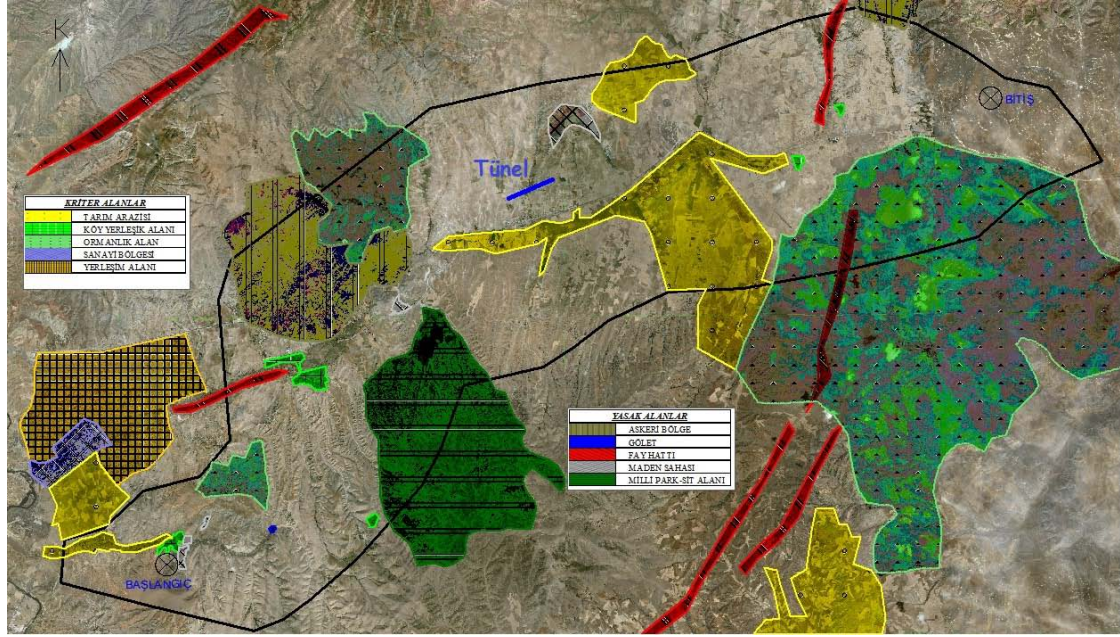 K
BİTİŞ
Tünel
KRİTER ALANLAR
TARIM ARAZİSİ
KÖY YERLEŞİK ALANI
ORMANLIK ALAN
SANAYİ BÖLGESİ
YERLEŞİM ALANI
YASAK ALANLAR
ASKERİ BÖLGE
GÖLET
FAY HATTI
MADEN SAHASI
MİLLİ PARK-SİT ALANI
BAŞLANGIÇ